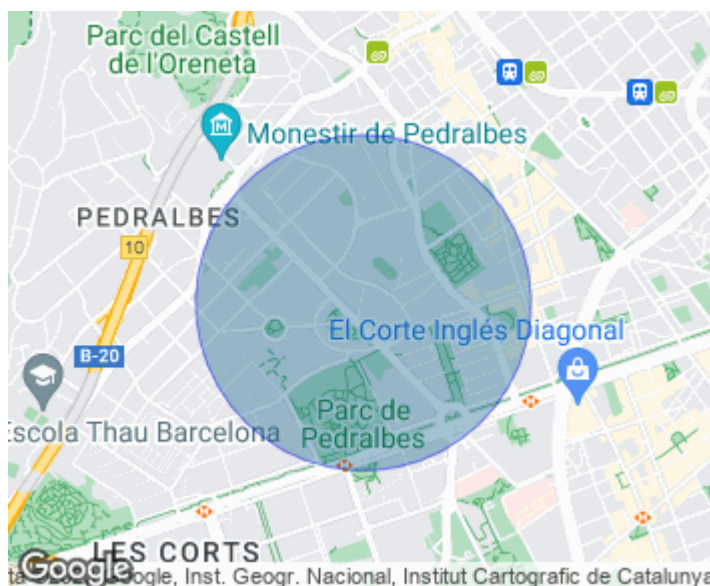 Parc del Castell
de l'Oreneta
Monestir de Pedralbes
PEDRALBES
10
El Corte Inglés Diagonal
B-20
Escola Thau Barcelona
Parc de
Pedralbes
LES CORTS
Google
Google, Inst. Geogr. Nacional, Institut Cartogràfic de Catalunya